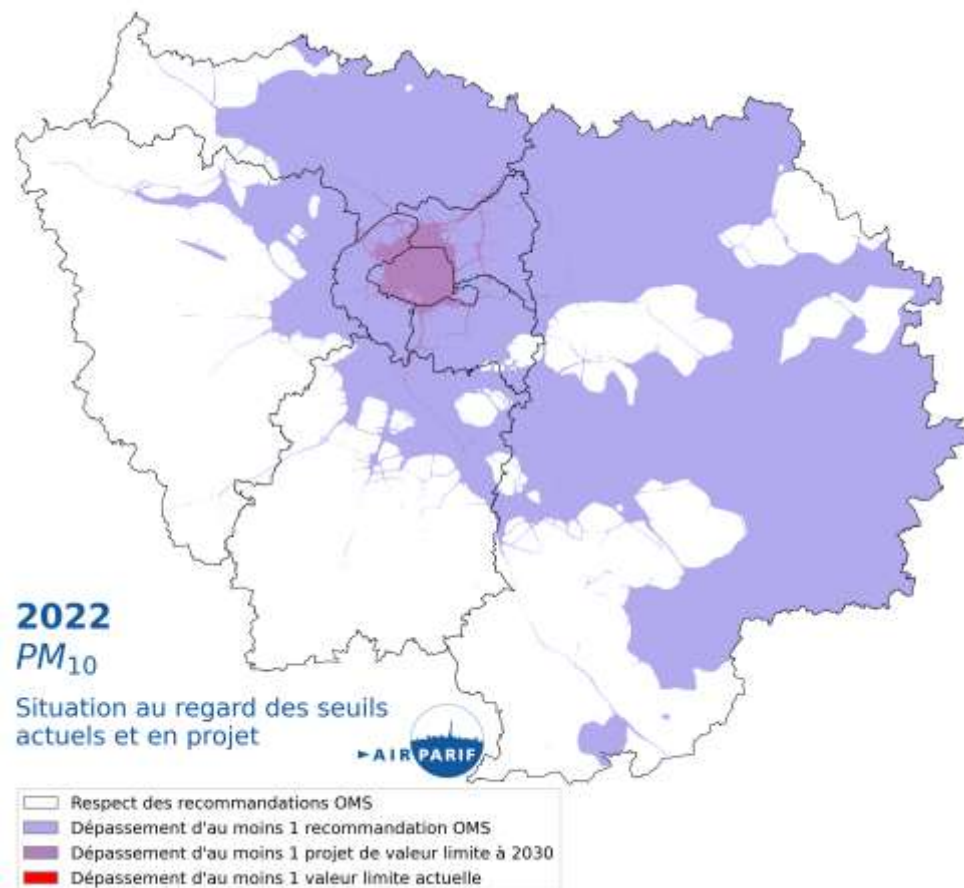 2022
PM10
Situation au regard des seuils
actuels et en projet
AIRPARIF
Respect des recommandations OMS
Dépassement d'au moins 1 recommandation OMS
Dépassement d'au moins 1 projet de valeur limite à 2030
Dépassement d'au moins 1 valeur limite actuelle